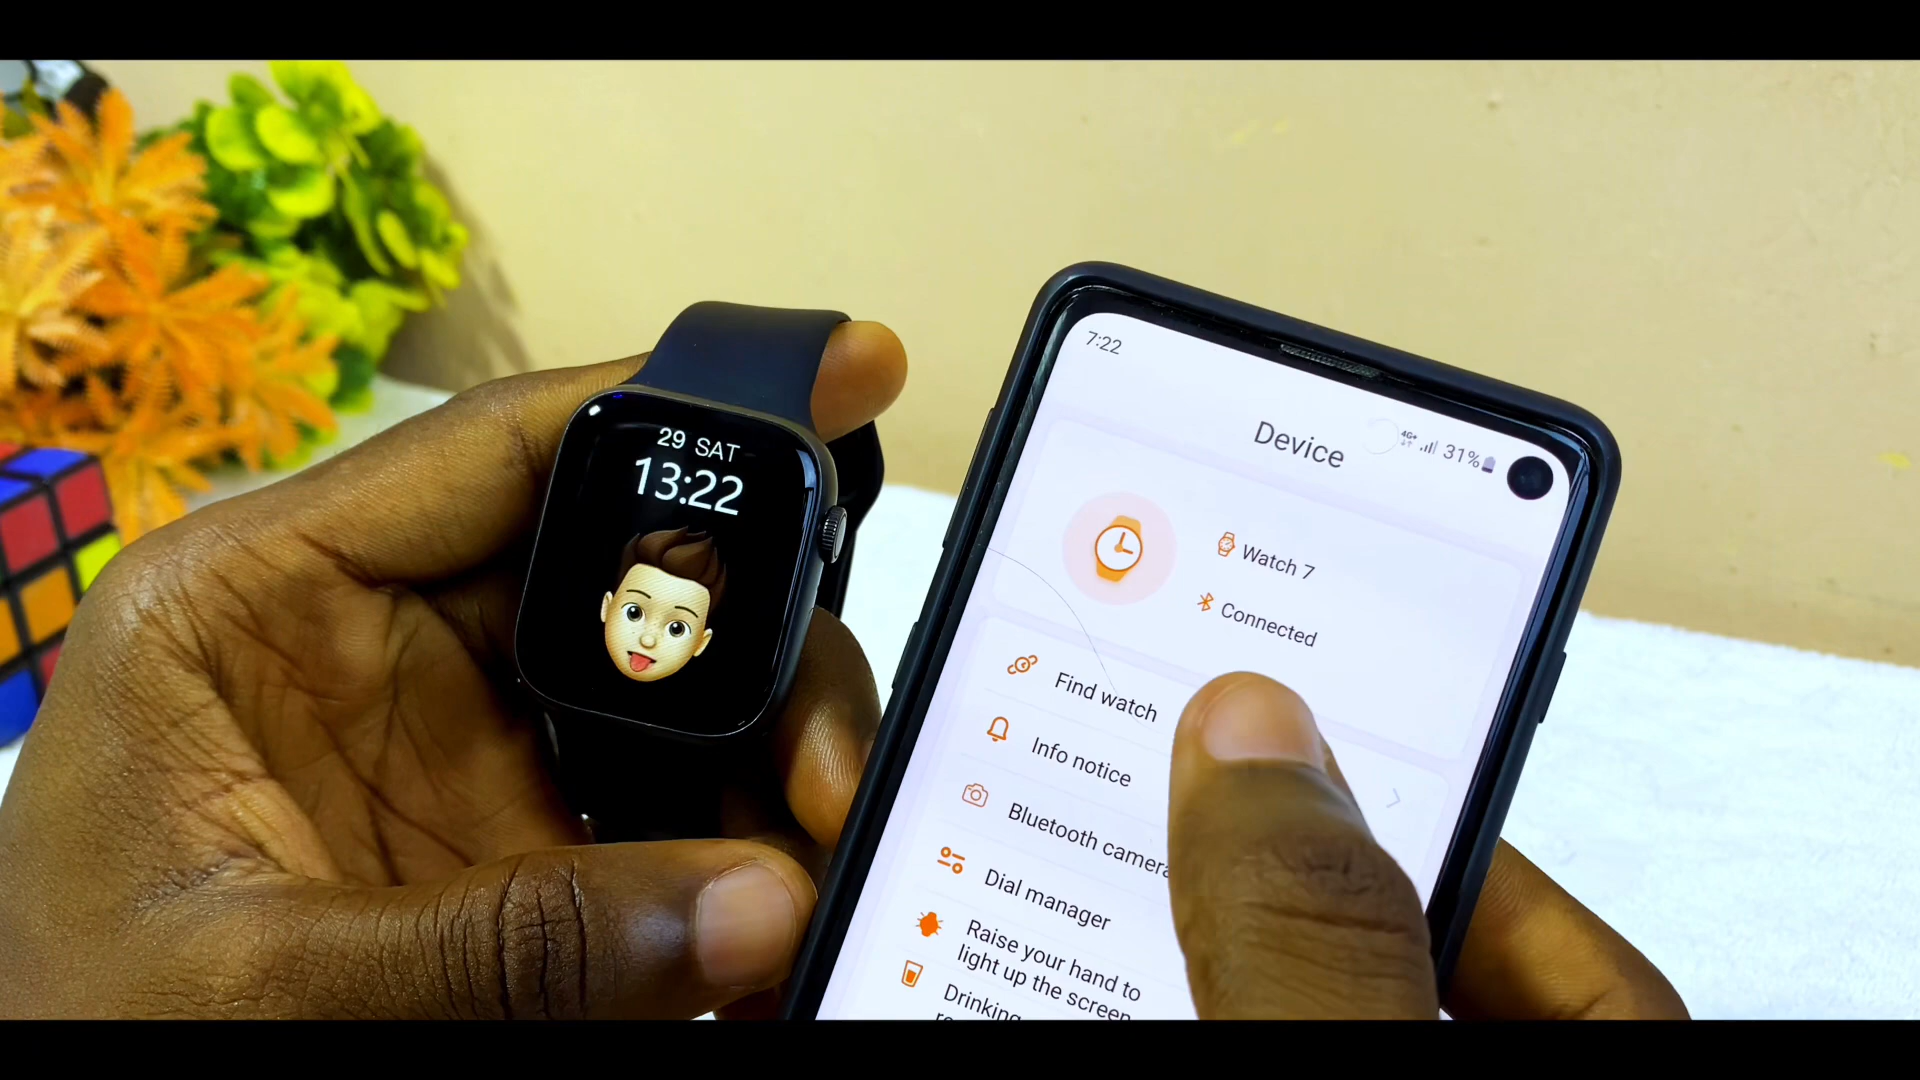 29 SAT
13:22
7:22
4G+ 31%
Device
Watch 7
Connected
Find watch
Info notice
Bluetooth camera
Dial manager
Raise your hand to
light up the screen
Drinking